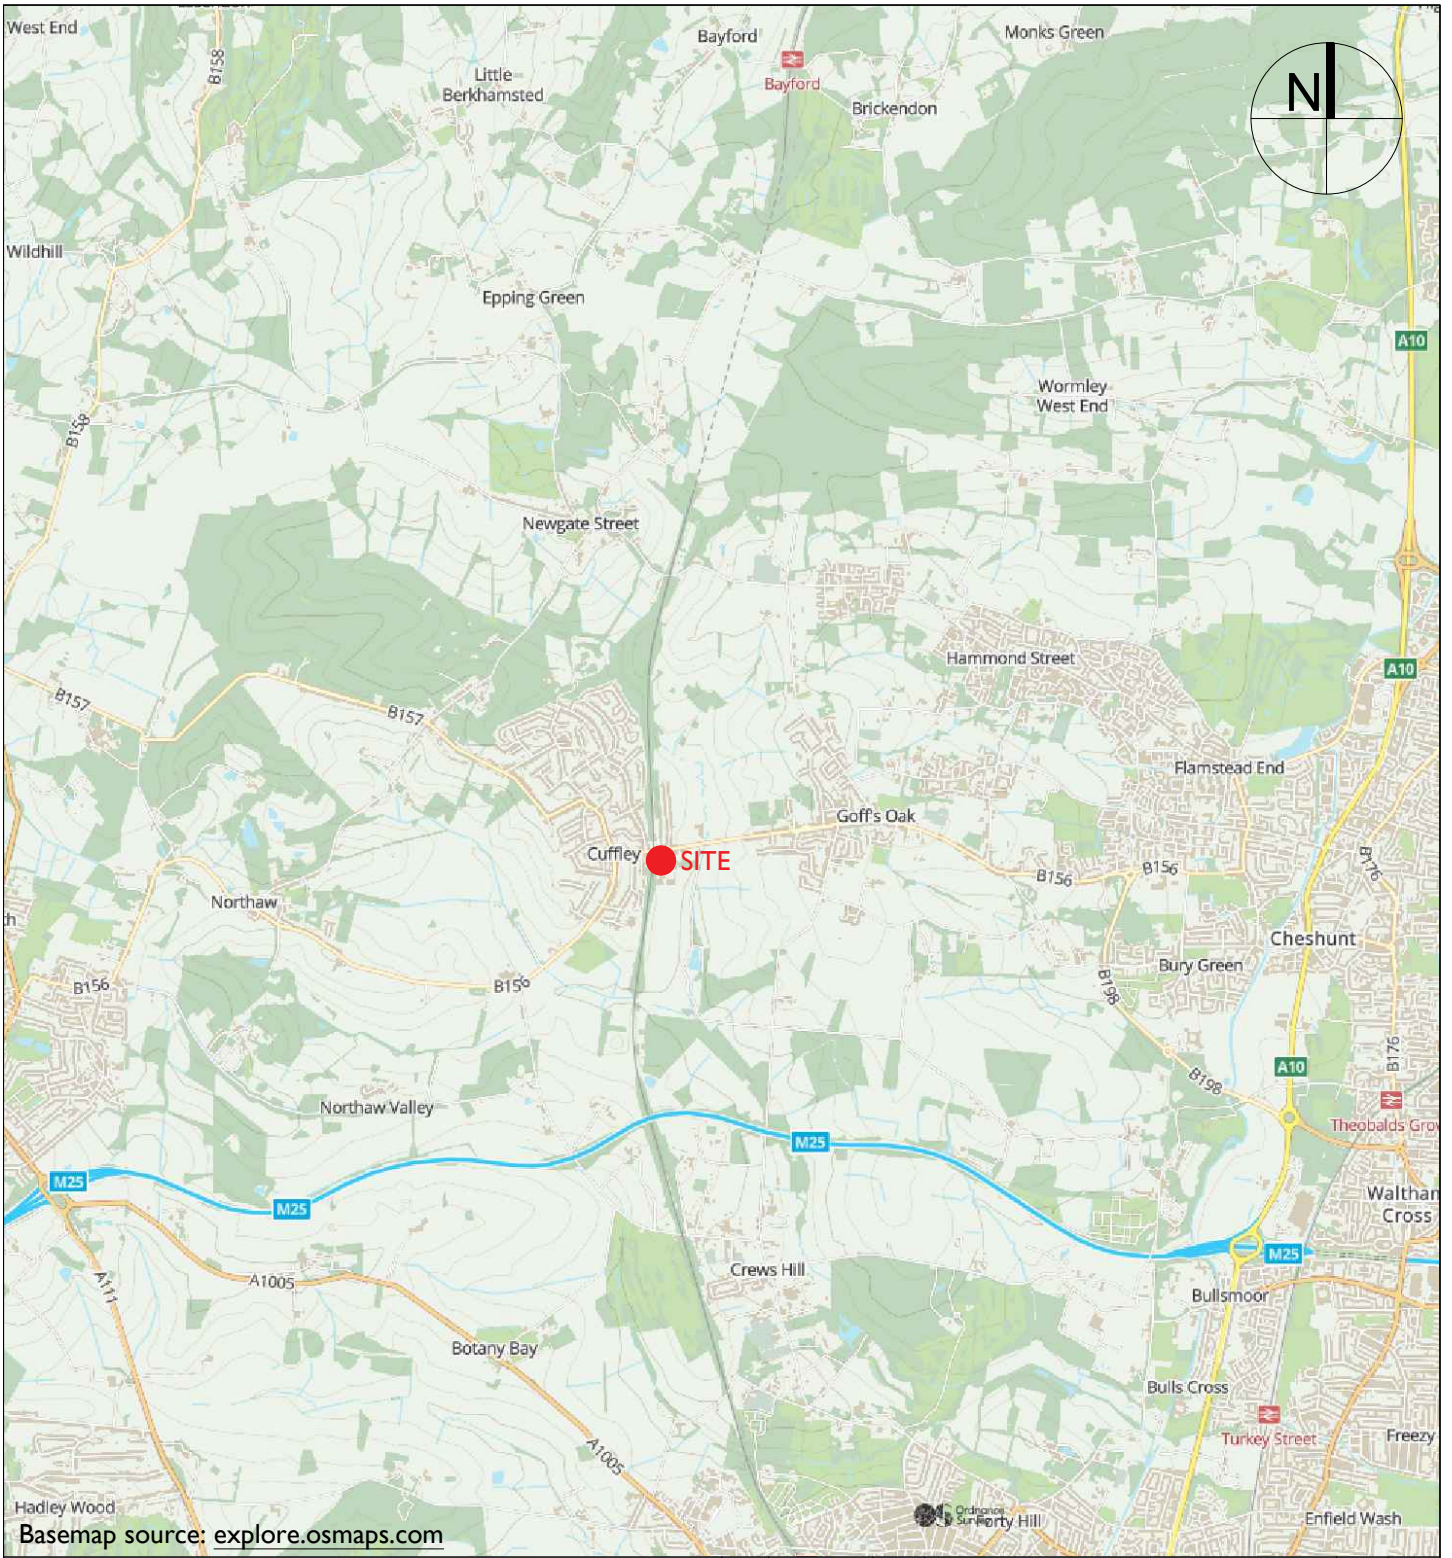 West End
B158
Bayford
Monks Green
Little
Berkhamsted
Bayford
Brickendon
N
Wildhill
Epping Green
A10
Wormley
West End
B158
Newgate Street
Hammond Street
A10
B157
B157
Flamstead End
Goff's Oak
Cuffley
SITE
B156
B156
B176
Northaw
Cheshunt
Bury Green
B156
B156
B198
B176
A10
B198
Northaw Valley
Theobalds Gro
M25
M25
M25
Waltham
Cross
M25
Crews Hill
A1005
A111
Bullsmoor
Botany Bay
Bulls Cross
Turkey Street
Freezy
A1005
Hadley Wood
Ordnance
Survey
Forty Hill
Enfield Wash
Basemap source: explore.osmaps.com